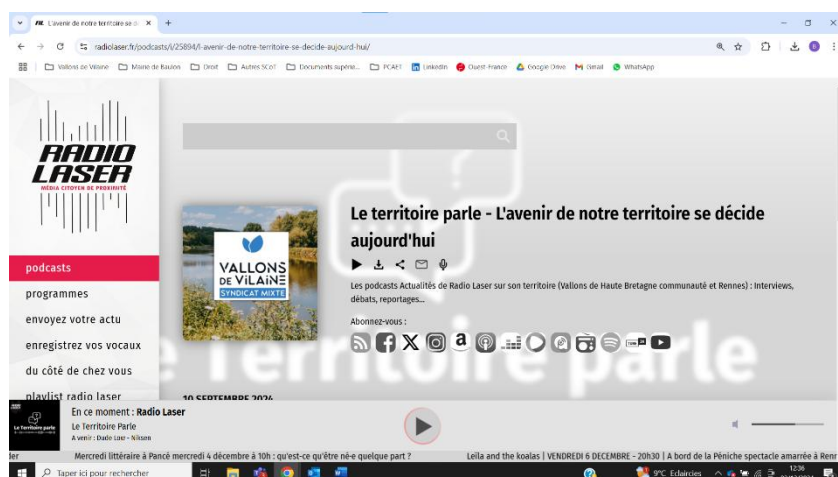 L'avenir de notre territoire se d
radiolaser.fr/podcasts/i/25894/l-avenir-de-notre-territoire-se-decide-aujourd-hui/
Vallons de Vilaine
Mairie de Baulon
Droit
Autres SCoT
Documents supérie...
PCAET
LinkedIn
Ouest-France
Google Drive
Gmail
WhatsApp
RADIO
LASER
MÉDIA CITOYEN DE PROXIMITÉ
podcasts
programmes
envoyez votre actu
enregistrez vos vocaux
du côté de chez vous
playlist radio laser
VALLONS
DE VILAINE
SYNDICAT MIXTE
Le territoire parle - L'avenir de notre territoire se décide
aujourd'hui
Les podcasts Actualités de Radio Laser sur son territoire (Vallons de Haute Bretagne communauté et Rennes) : Interviews,
débats, reportages...
Abonnez-vous :
e Territoire parle
10 SEPTEMBRE 2024
Le Territoire parle
En ce moment : Radio Laser
Le Territoire Parle
A venir :
der
Mercredi littéraire à Pancé mercredi 4 décembre à 10h : qu'est-ce qu'être né·e quelque part ?
Leïla and the koalas | VENDREDI 6 DECEMBRE - 20h30 | A bord de la Péniche spectacle amarrée à Renn
Taper ici pour rechercher
9°C Eclaircies
12:36